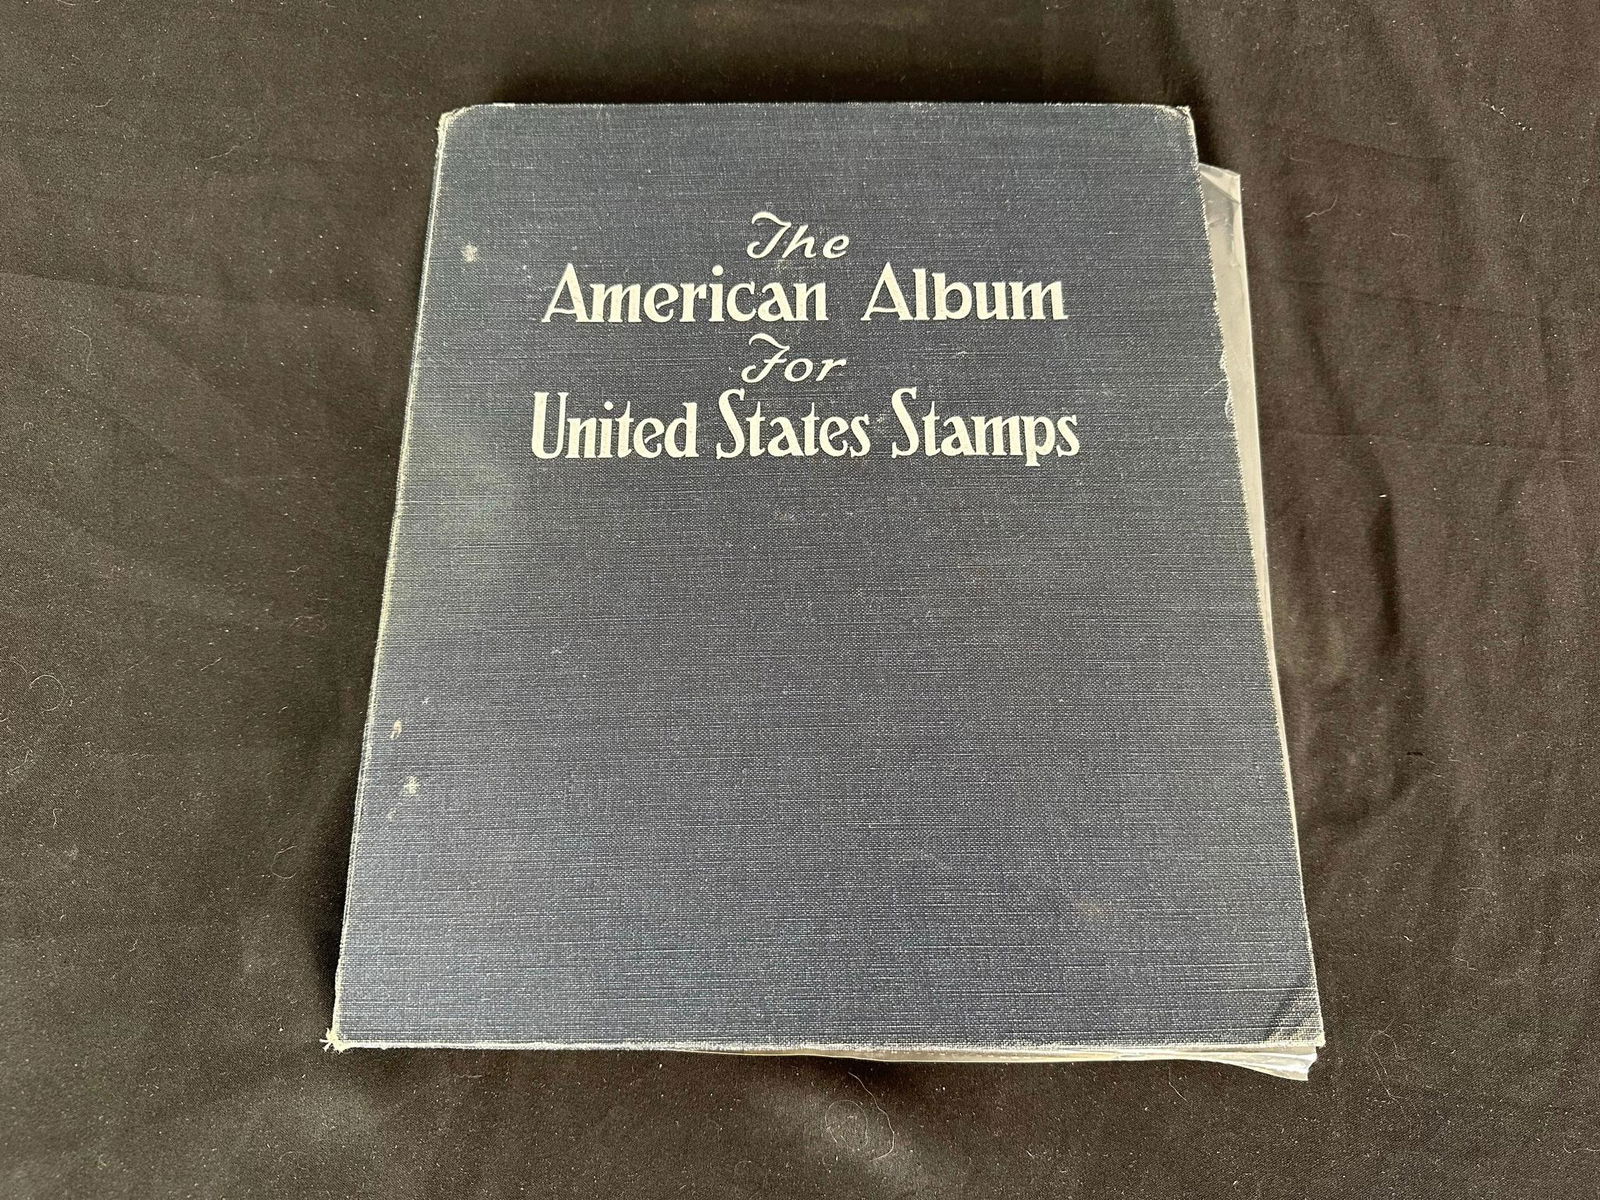 The
American Album
For
United States Stamps